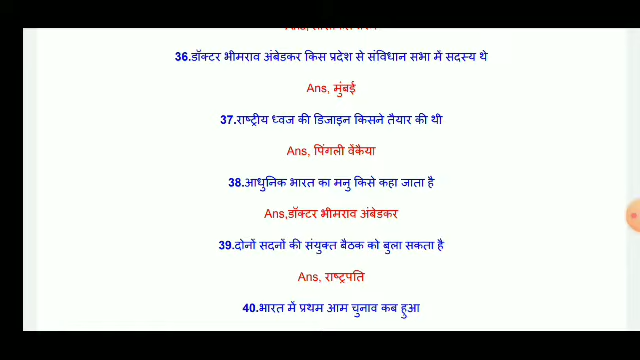 36.डॉक्टर भीमराव अंबेडकर किस प्रदेश से संविधान सभा में सदस्य थे
Ans, मुंबई
37.राष्ट्रीय ध्वज की डिजाइन किसने तैयार की थी
Ans, पिंगली वेंकैया
38.आधुनिक भारत का मनु किसे कहा जाता है
Ans,डॉक्टर भीमराव अंबेडकर
39.दोनों सदनों की संयुक्त बैठक को बुला सकता है
Ans, राष्ट्रपति
40.भारत में प्रथम आम चुनाव कब हुआ